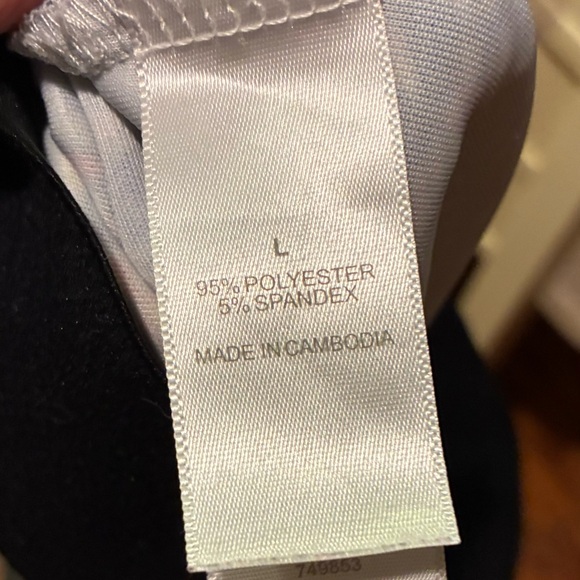 L
95% POLYESTER
5% SPANDEX
MADE IN CAMBODIA
749853